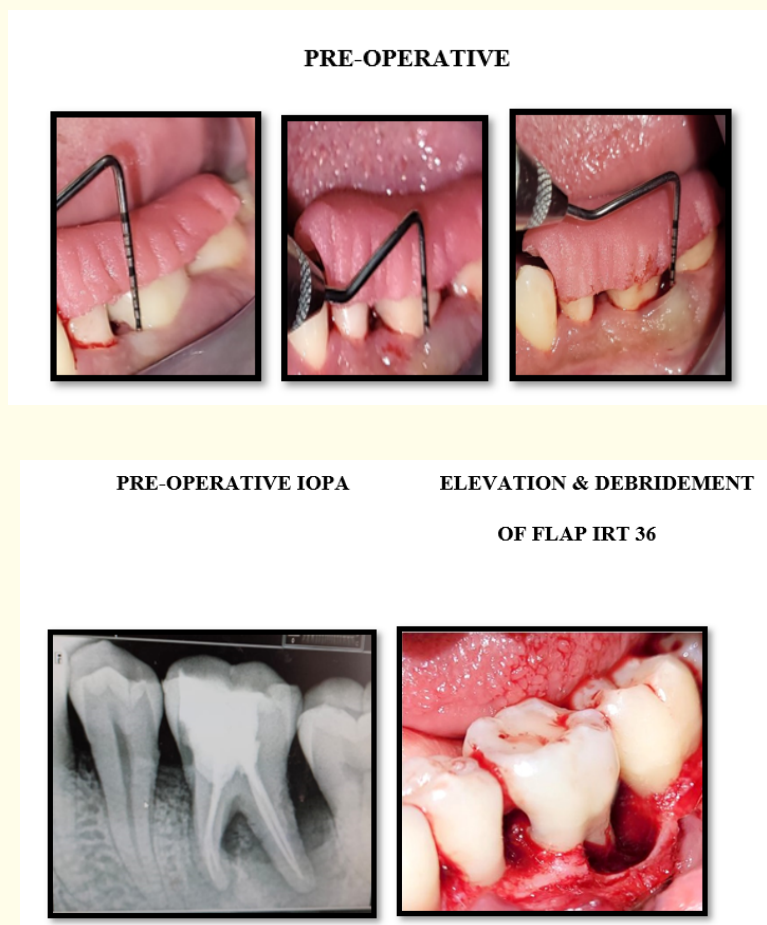 PRE-OPERATIVE
PRE-OPERATIVE IOPA
ELEVATION & DEBRIDEMENT
OF FLAP IRT 36